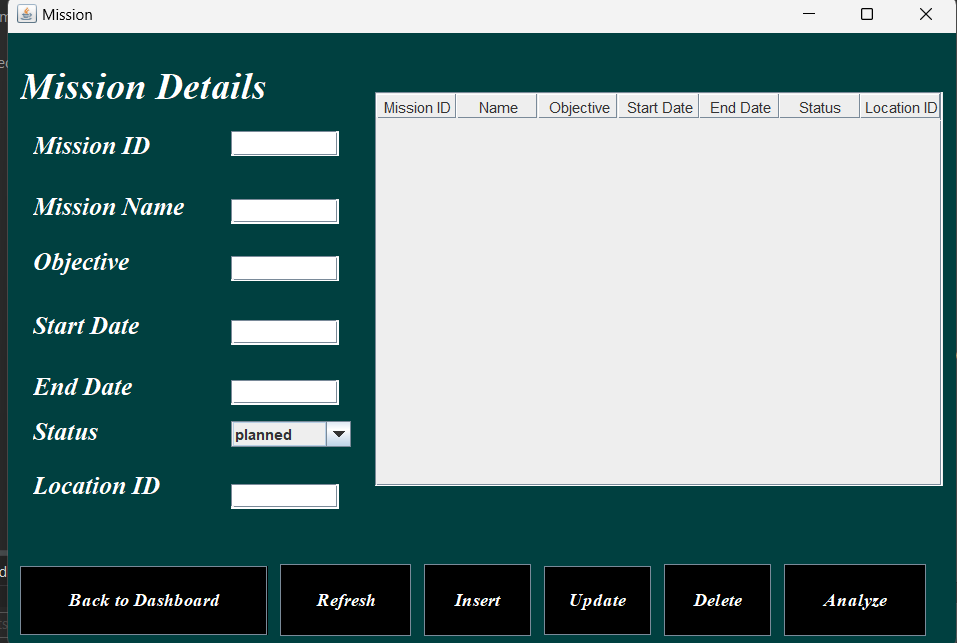 Mission
Mission Details
Mission ID
Mission Name
Objective
Start Date
End Date
Status
planned
Location ID
Mission ID Name Objective Start Date End Date Status Location ID
Back to Dashboard Refresh Insert Update Delete Analyze